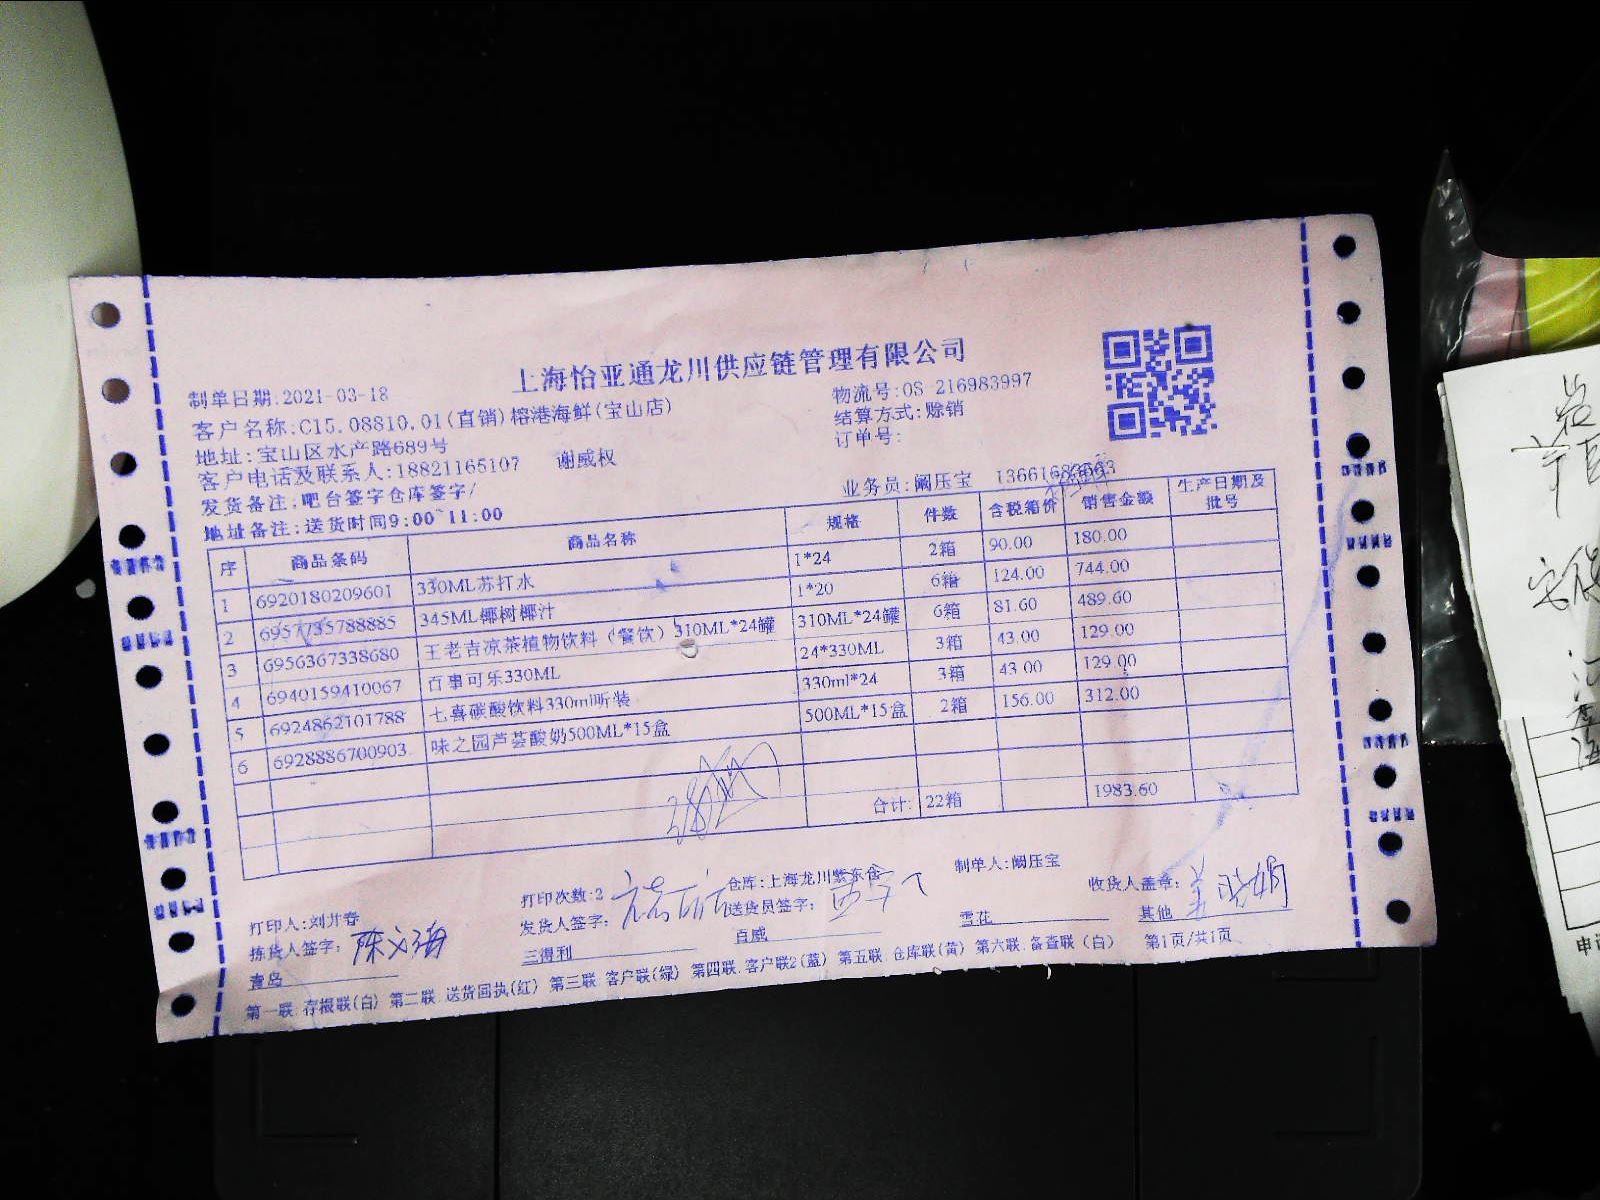 上海怡亚通龙川供应链管理有限公司
制单日期:2021-03-18
物流号:OS 216983997
客户名称:C15.08810.01(直销)榕港海鲜(宝山店)
结算方式:赊销
地址:宝山区水产路689号
订单号:
客户电话及联系人:18821165107 谢威权
业务员:阚压宝
发货备注:吧台签字仓库签字/
地址备注:送货时间9:00~11:00
序 商品条码 商品名称 规格 件数 含税箱价 销售金额 生产日期及批号
1 6920180209601 330ML苏打水 1*24 2箱 90.00 180.00
2 6957735788885 345ML椰树椰汁 1*20 6箱 124.00 744.00
3 6956367338680 王老吉凉茶植物饮料（餐饮）310ML*24罐 310ML*24罐 6箱 81.60 489.60
4 6940159410067 百事可乐330ML 24*330ML 3箱 43.00 129.00
5 6924862101788 七喜碳酸饮料330ml听装 330ml*24 3箱 43.00 129.00
6 6928886700903 味之园芦荟酸奶500ML*15盒 500ML*15盒 2箱 156.00 312.00
合计: 22箱 1983.60
打印人:刘井春 打印次数:2 仓库:上海龙川繁东仓 制单人:阚压宝
拣货人签字: 陈文海 发货人签字: 送货员签字: 收货人盖章: 姜晓娟
青岛 三得利 百威 雪花 其他
第一联:存根联(白) 第二联.送货回执(红) 第三联.客户联(绿) 第四联.客户联2(蓝) 第五联.仓库联(黄) 第六联.备查联（白） 第1页/共1页